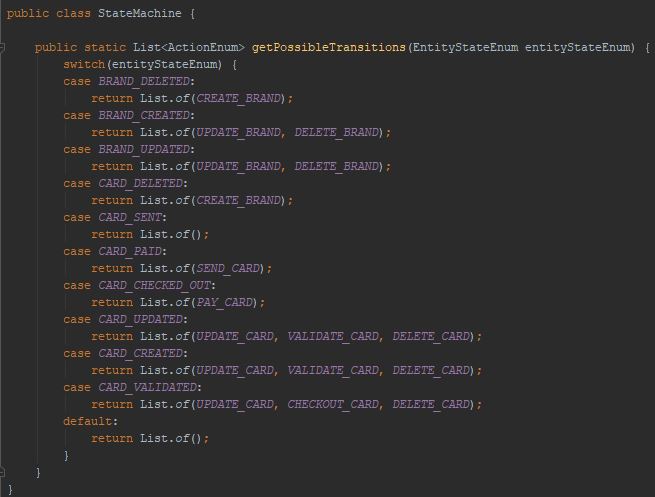 public class StateMachine {
public static List<ActionEnum> getPossibleTransitions(EntityStateEnum entityStateEnum) {
switch(entityStateEnum) {
case BRAND_DELETED:
return List.of(CREATE_BRAND);
case BRAND_CREATED:
return List.of(UPDATE_BRAND, DELETE_BRAND);
case BRAND_UPDATED:
return List.of(UPDATE_BRAND, DELETE_BRAND);
case CARD_DELETED:
return List.of(CREATE_BRAND);
case CARD_SENT:
return List.of();
case CARD_PAID:
return List.of(SEND_CARD);
case CARD_CHECKED_OUT:
return List.of(PAY_CARD);
case CARD_UPDATED:
return List.of(UPDATE_CARD, VALIDATE_CARD, DELETE_CARD);
case CARD_CREATED:
return List.of(UPDATE_CARD, VALIDATE_CARD, DELETE_CARD);
case CARD_VALIDATED:
return List.of(UPDATE_CARD, CHECKOUT_CARD, DELETE_CARD);
default:
return List.of();
}
}
}